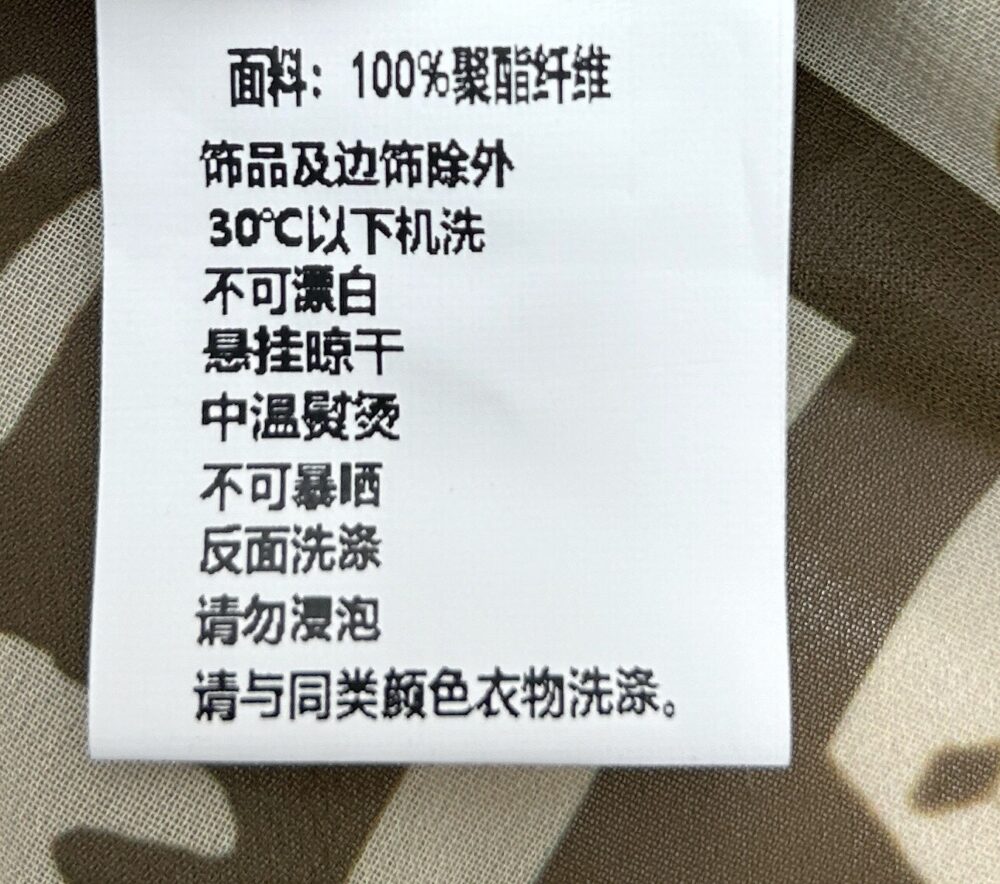 面料：100%聚酯纤维
饰品及边饰除外
30℃以下机洗
不可漂白
悬挂晾干
中温熨烫
不可暴晒
反面洗涤
请勿浸泡
请与同类颜色衣物洗涤。